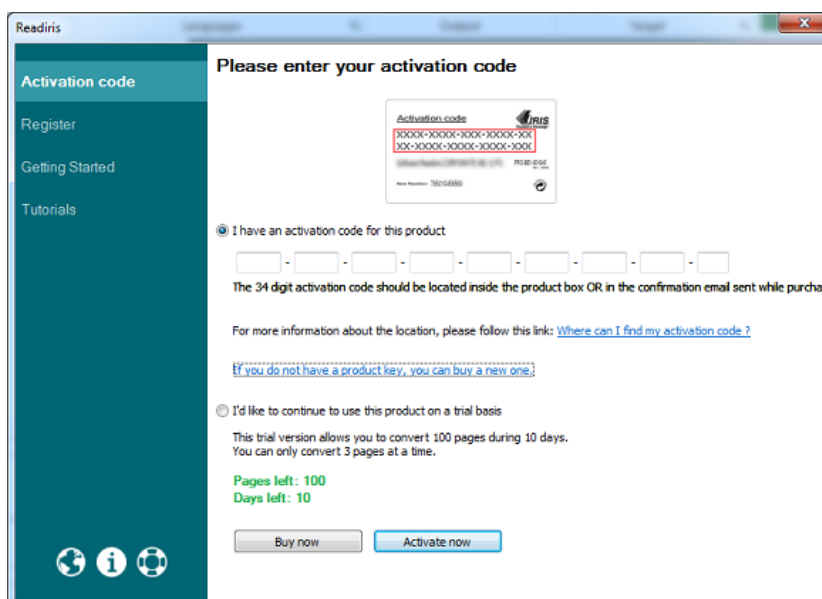 Readiris
Activation code
Register
Getting Started
Tutorials
Please enter your activation code
Activation code
IRIS
XXXX-XXXX-XXX-XXXX-XX
XX-XXXX-XXXX-XXXX-XXX
I have an activation code for this product
- - - - - - - -
The 34 digit activation code should be located inside the product box OR in the confirmation email sent while purcha
For more information about the location, please follow this link: Where can I find my activation code ?
If you do not have a product key, you can buy a new one.
I'd like to continue to use this product on a trial basis
This trial version allows you to convert 100 pages during 10 days.
You can only convert 3 pages at a time.
Pages left: 100
Days left: 10
Buy now
Activate now